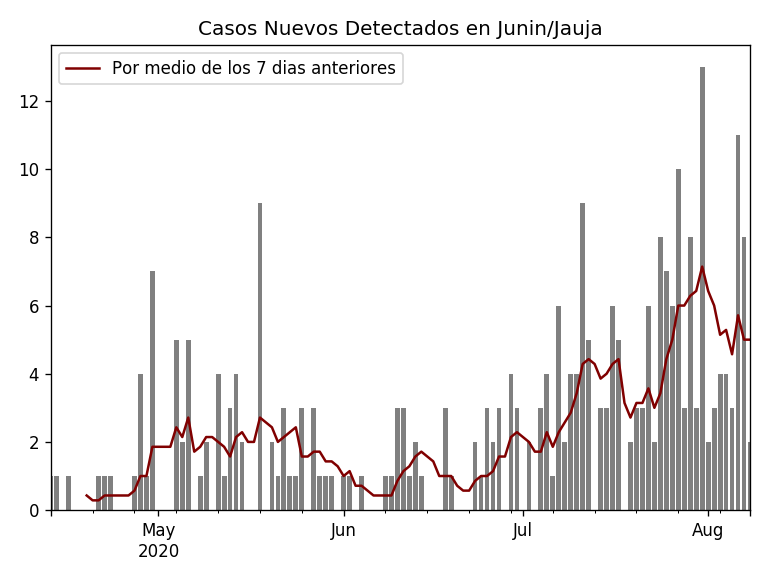 Casos Nuevos Detectados en Junin/Jauja
Por medio de los 7 dias anteriores
12
10
8
6
4
2
0
May
2020
Jun
Jul
Aug